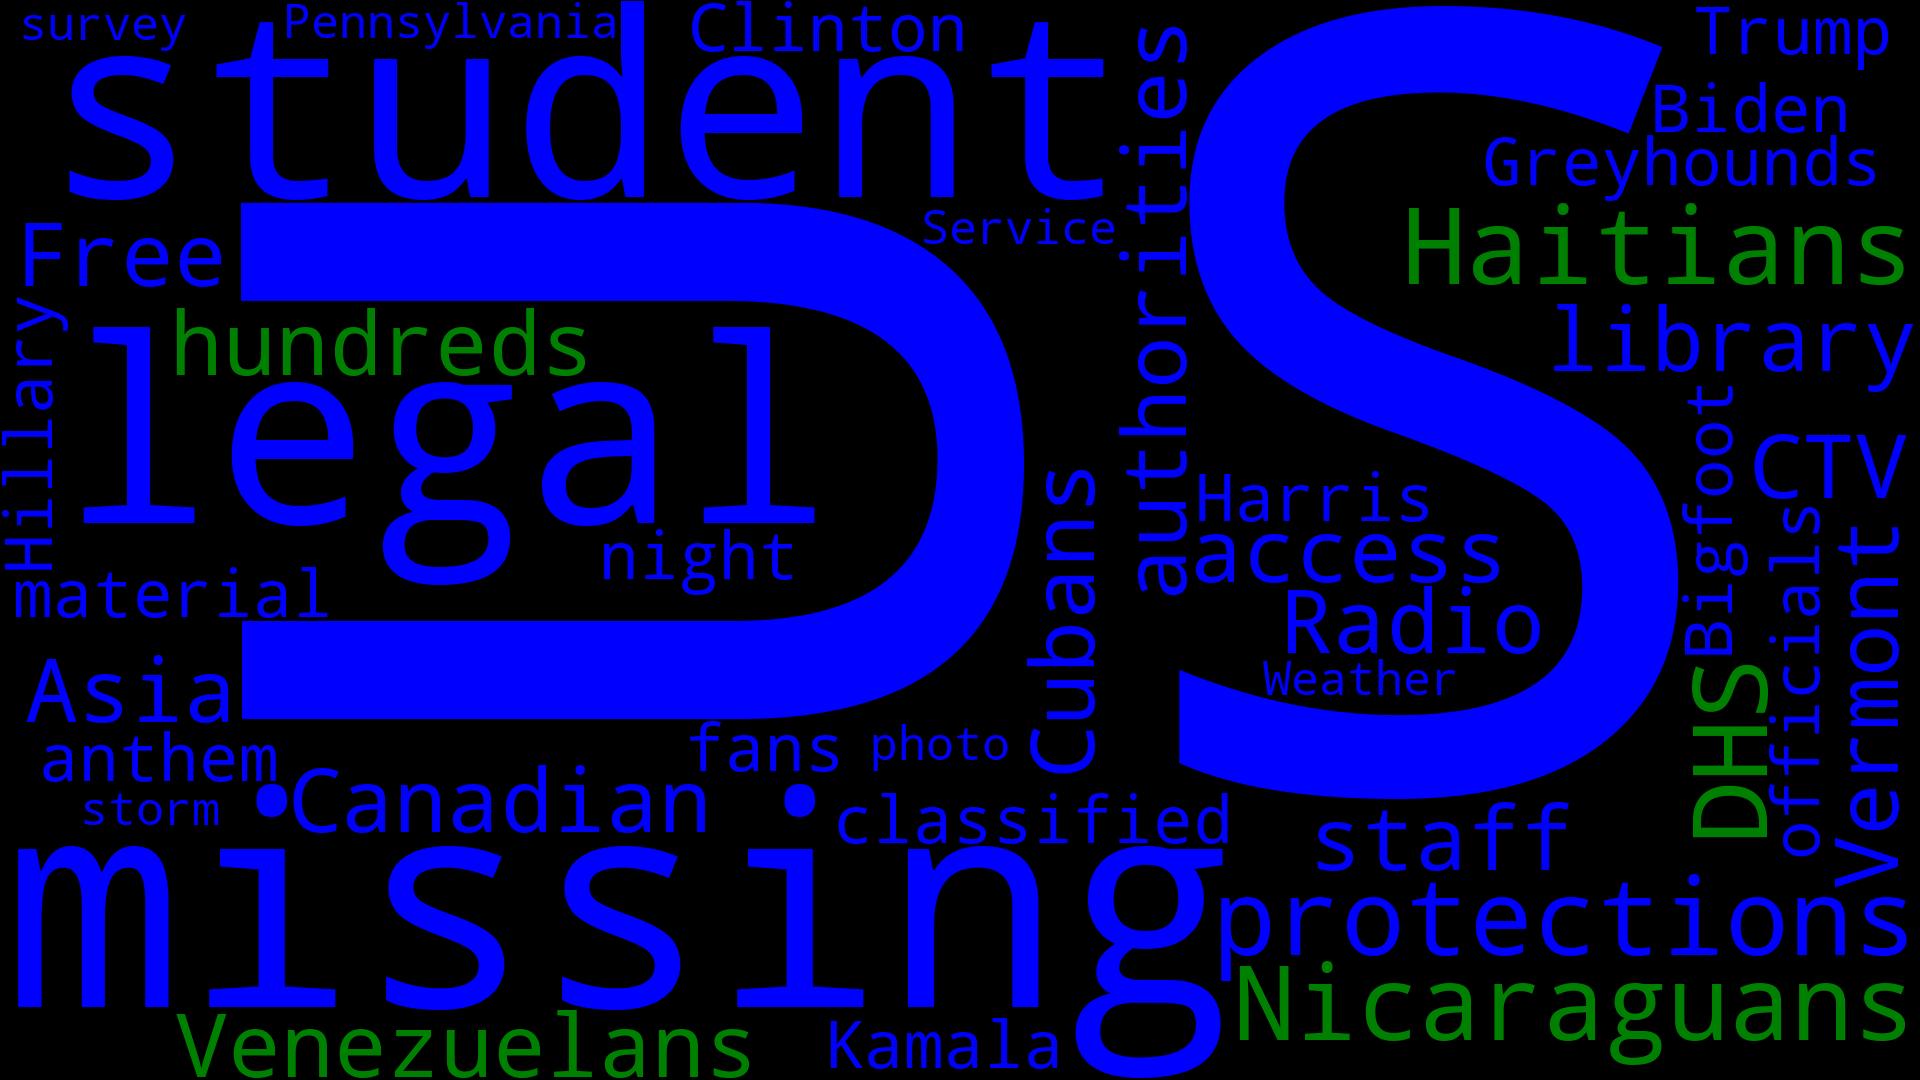 survey
Pennsylvania
Clinton
Trump
student
S
authorities
Biden
Greyhounds
Service
Haitians
Free
D
Hillary
hundreds
library
legal
Bigfoot
CTV
Cubans
Harris
night
access
officials
Vermont
material
Radio
Weather
Asia
DHS
anthem
fans
photo
storm
Canadian
classified
staff
missing
protections
Nicaraguans
Venezuelans
Kamala